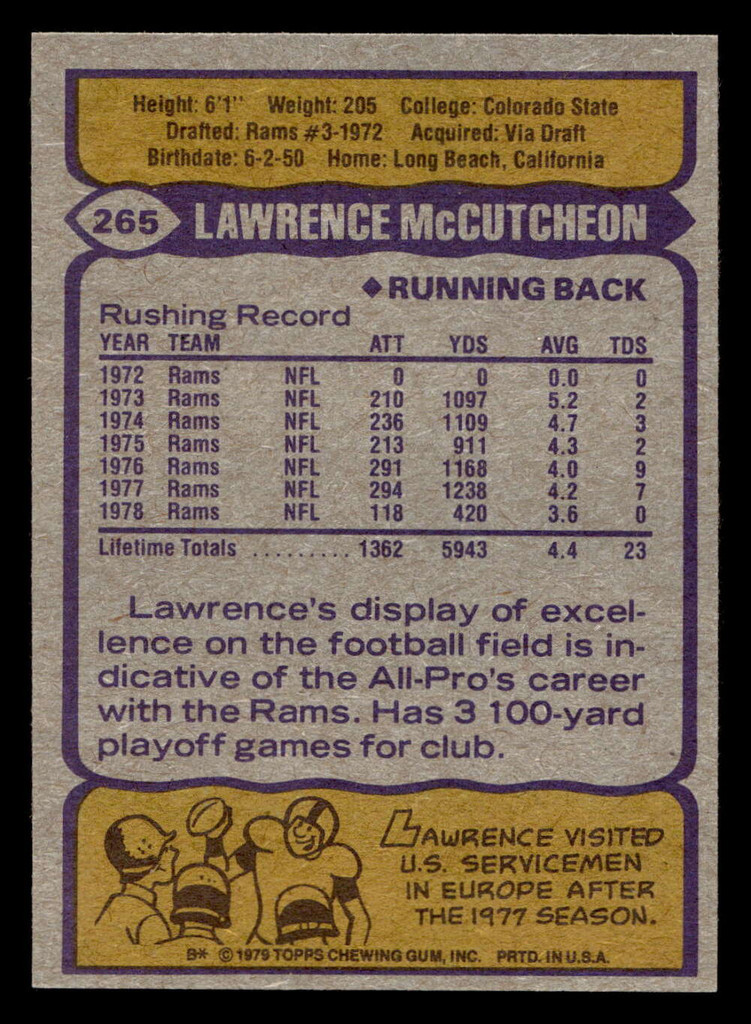 Height: 6'1" Weight: 205 College: Colorado State
Drafted: Rams #3-1972 Acquired: Via Draft
Birthdate: 6-2-50 Home: Long Beach, California
265 LAWRENCE McCUTCHEON
◆RUNNING BACK
Rushing Record
YEAR TEAM ATT YDS AVG TDS
1972 Rams NFL 0 0 0.0 0
1973 Rams NFL 210 1097 5.2 2
1974 Rams NFL 236 1109 4.7 3
1975 Rams NFL 213 911 4.3 2
1976 Rams NFL 291 1168 4.0 9
1977 Rams NFL 294 1238 4.2 7
1978 Rams NFL 118 420 3.6 0
Lifetime Totals ......... 1362 5943 4.4 23
Lawrence's display of excel-
lence on the football field is in-
dicative of the All-Pro's career
with the Rams. Has 3 100-yard
playoff games for club.
LAWRENCE VISITED
U.S. SERVICEMEN
IN EUROPE AFTER
THE 1977 SEASON.
B* © 1979 TOPPS CHEWING GUM, INC. PRTD. IN U.S.A.